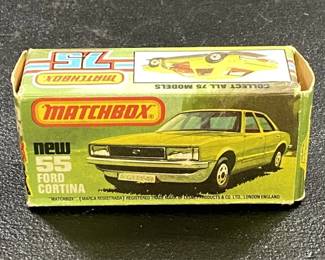 75
MATCHBOX
COLLECT ALL 75 MODELS
MATCHBOX
new
55
FORD
CORTINA
"MATCHBOX" (MARCA REGISTRADA) REGISTERED TRADE MARK OF LESNEY PRODUCTS & CO. LTD. LONDON ENGLAND